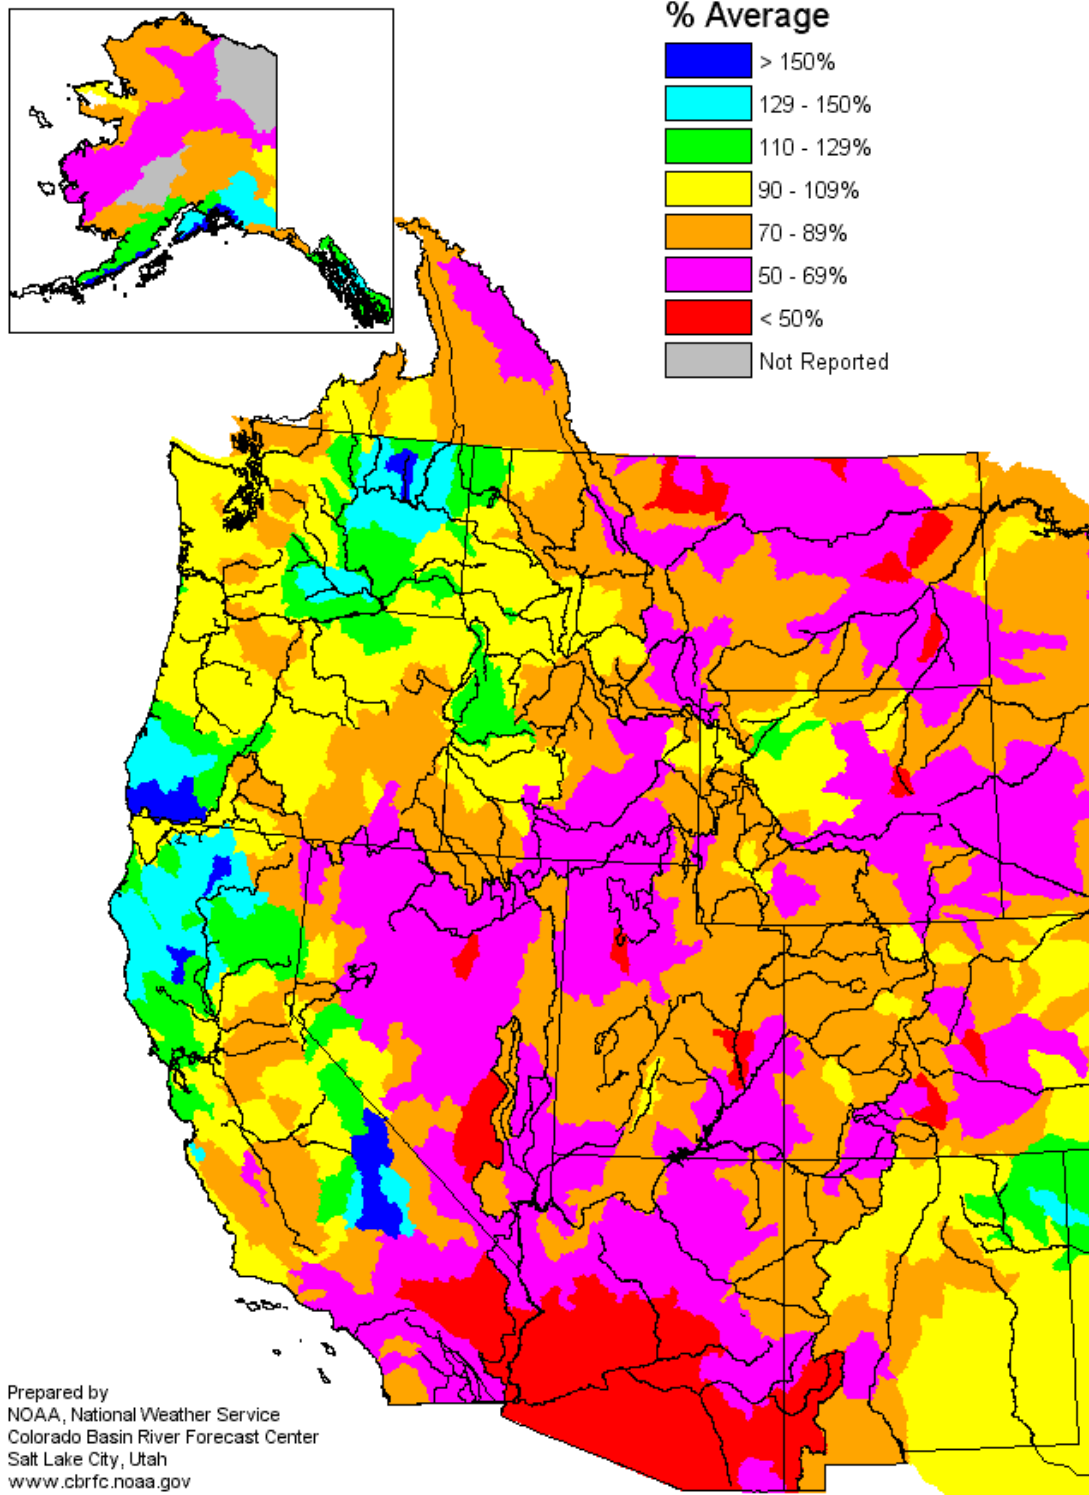 % Average
> 150%
129 - 150%
110 - 129%
90 - 109%
70 - 89%
50 - 69%
< 50%
Not Reported
Prepared by
NOAA, National Weather Service
Colorado Basin River Forecast Center
Salt Lake City, Utah
www.cbrfc.noaa.gov